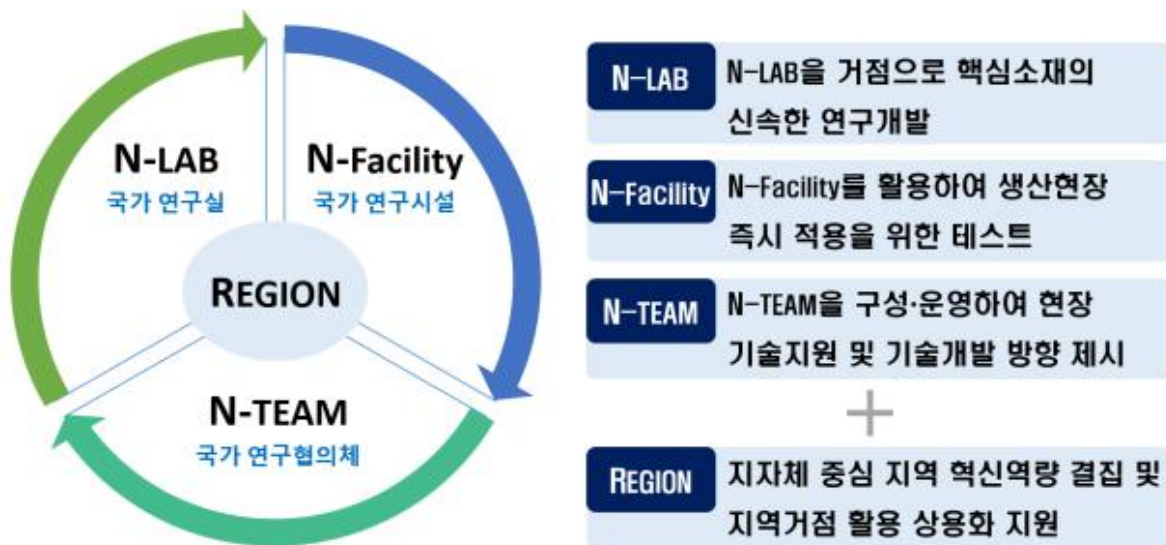 N-LAB
국가 연구실
N-Facility
국가 연구시설
REGION
N-TEAM
국가 연구협의체
N-LAB
N-LAB을 거점으로 핵심소재의
신속한 연구개발
N-Facility
N-Facility를 활용하여 생산현장
즉시 적용을 위한 테스트
N-TEAM
N-TEAM을 구성·운영하여 현장
기술지원 및 기술개발 방향 제시
+
REGION
지자체 중심 지역 혁신역량 결집 및
지역거점 활용 상용화 지원